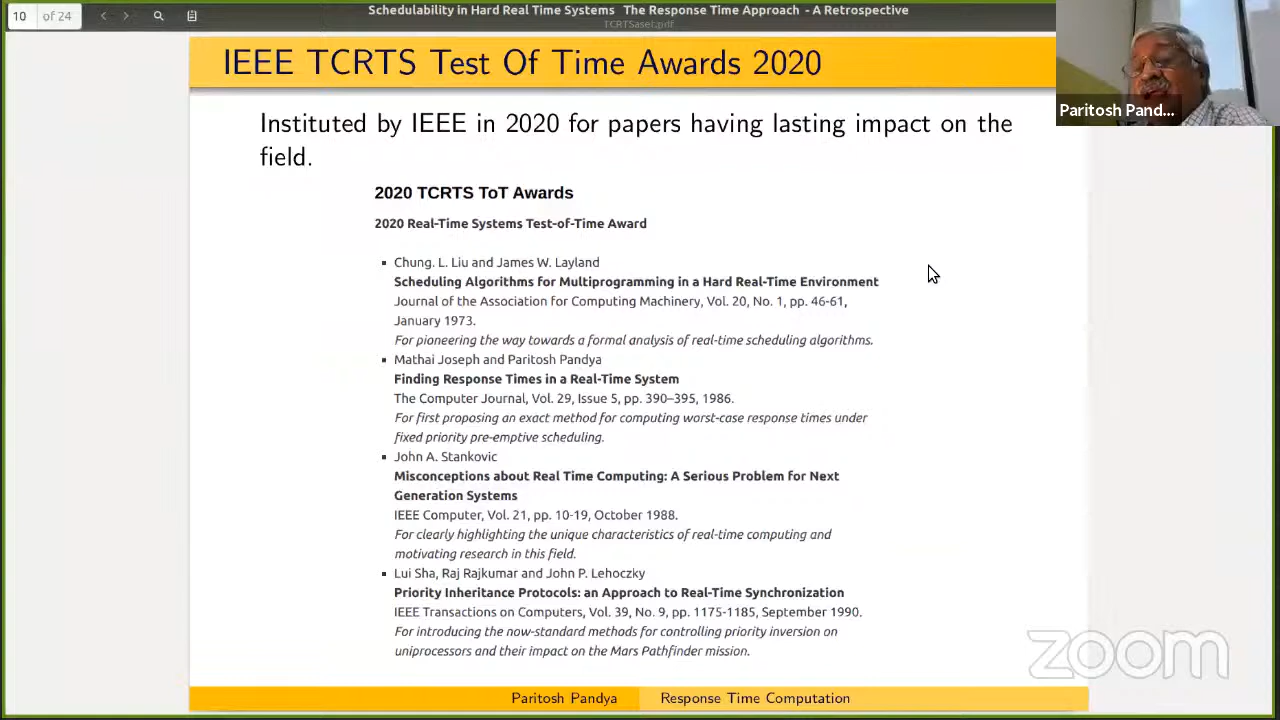 10 of 24
Schedulability in Hard Real Time Systems The Response Time Approach - A Retrospective
TCRTSaset.pdf
IEEE TCRTS Test Of Time Awards 2020
Paritosh Pand...
Instituted by IEEE in 2020 for papers having lasting impact on the
field.
2020 TCRTS ToT Awards
2020 Real-Time Systems Test-of-Time Award
Chung. L. Liu and James W. Layland
Scheduling Algorithms for Multiprogramming in a Hard Real-Time Environment
Journal of the Association for Computing Machinery, Vol. 20, No. 1, pp. 46-61,
January 1973.
For pioneering the way towards a formal analysis of real-time scheduling algorithms.
Mathai Joseph and Paritosh Pandya
Finding Response Times in a Real-Time System
The Computer Journal, Vol. 29, Issue 5, pp. 390–395, 1986.
For first proposing an exact method for computing worst-case response times under
fixed priority pre-emptive scheduling.
John A. Stankovic
Misconceptions about Real Time Computing: A Serious Problem for Next
Generation Systems
IEEE Computer, Vol. 21, pp. 10-19, October 1988.
For clearly highlighting the unique characteristics of real-time computing and
motivating research in this field.
Lui Sha, Raj Rajkumar and John P. Lehoczky
Priority Inheritance Protocols: an Approach to Real-Time Synchronization
IEEE Transactions on Computers, Vol. 39, No. 9, pp. 1175-1185, September 1990.
For introducing the now-standard methods for controlling priority inversion on
uniprocessors and their impact on the Mars Pathfinder mission.
zoom
Paritosh Pandya Response Time Computation